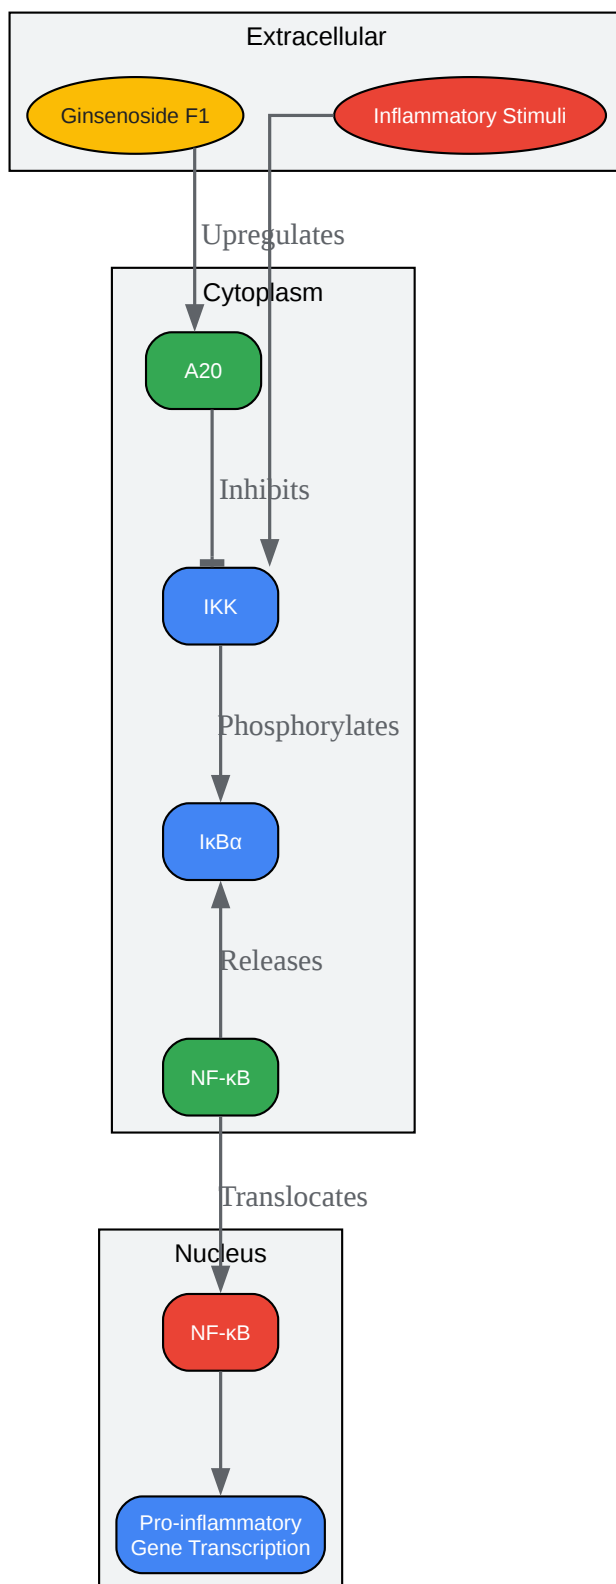 Extracellular
Ginsenoside F1
Inflammatory Stimuli
Upregulates
Cytoplasm
A20
Inhibits
IKK
Phosphorylates
IκBα
Releases
NF-κB
Translocates
Nucleus
NF-κB
Pro-inflammatory
Gene Transcription